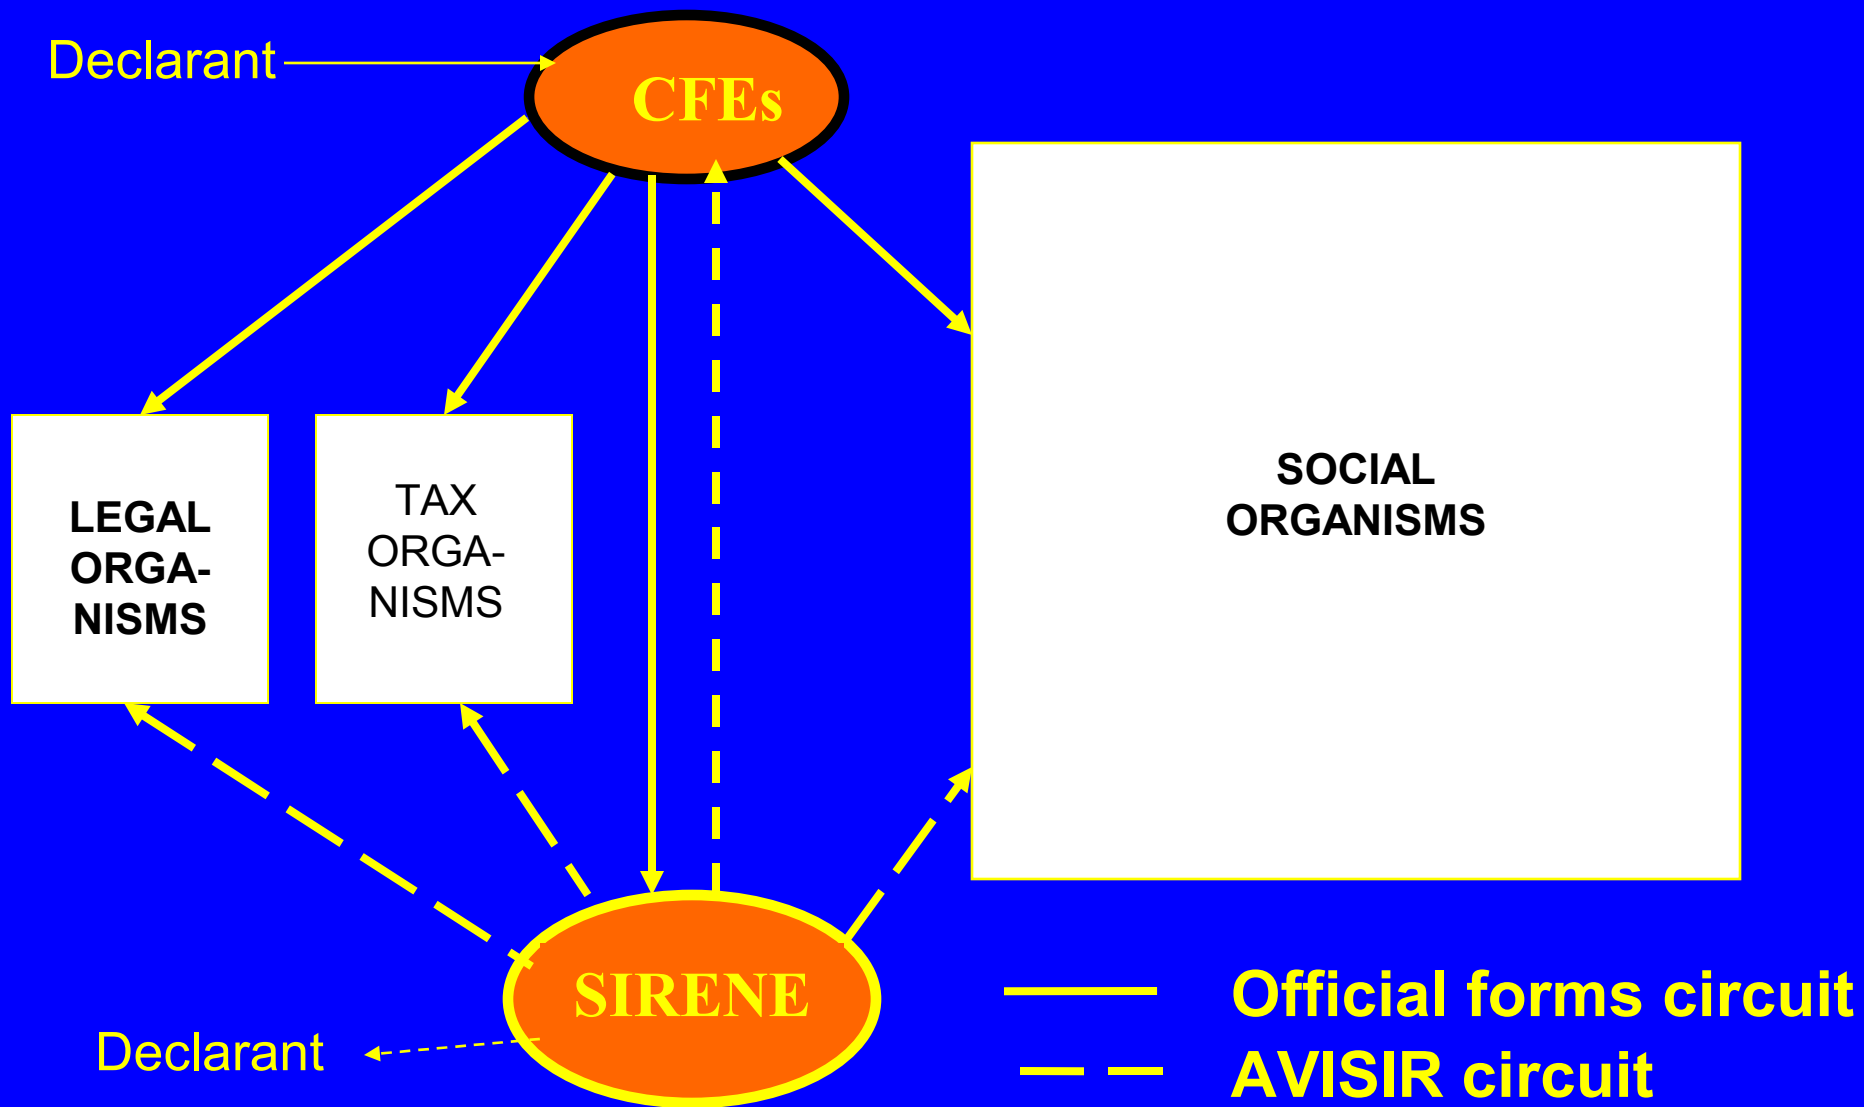 Declarant
CFEs
LEGAL
ORGA-
NISMS
TAX
ORGA-
NISMS
SOCIAL
ORGANISMS
SIRENE
Declarant
Official forms circuit
AVISIR circuit